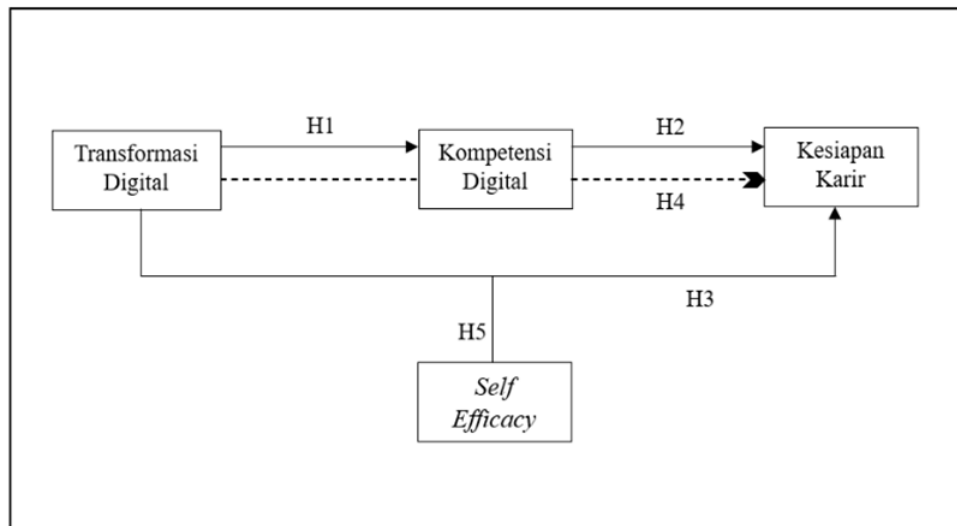 H1
H2
Transformasi
Digital
Kompetensi
Digital
Kesiapan
Karir
H4
H3
H5
Self
Efficacy